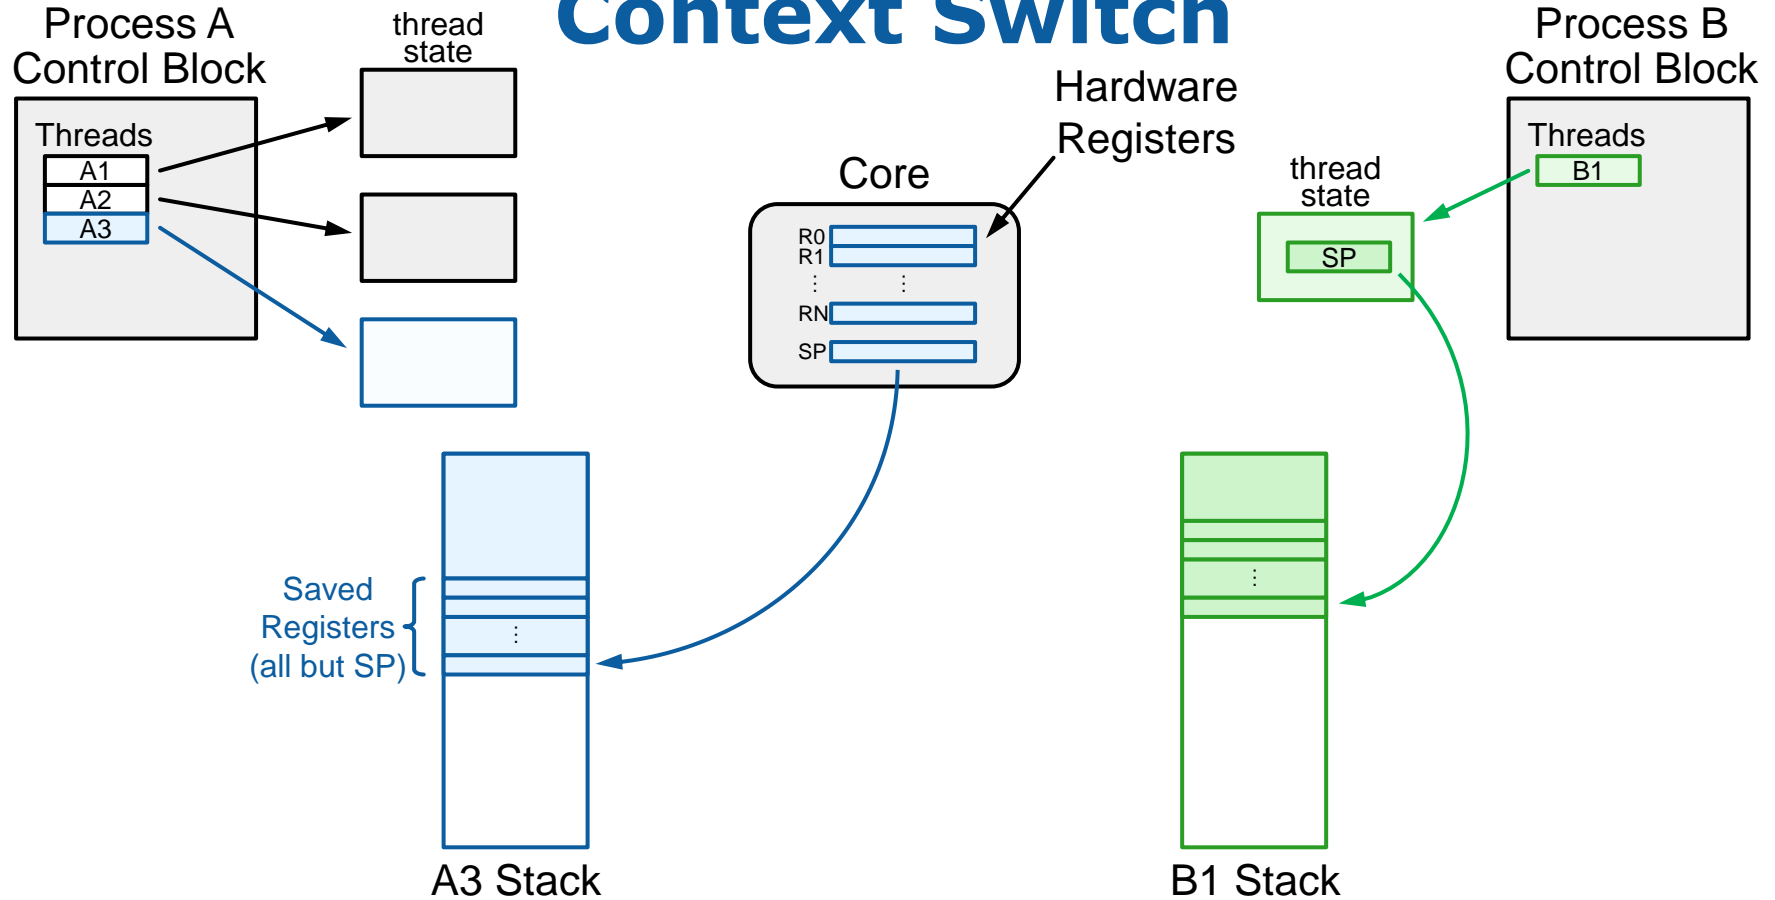 Context Switch
Process A
Control Block
Threads
A1
A2
A3
thread
state
Core
R0
R1
⋮ ⋮
RN
SP
Hardware
Registers
Process B
Control Block
Threads
B1
thread
state
SP
Saved
Registers
(all but SP)
⋮
A3 Stack
⋮
B1 Stack